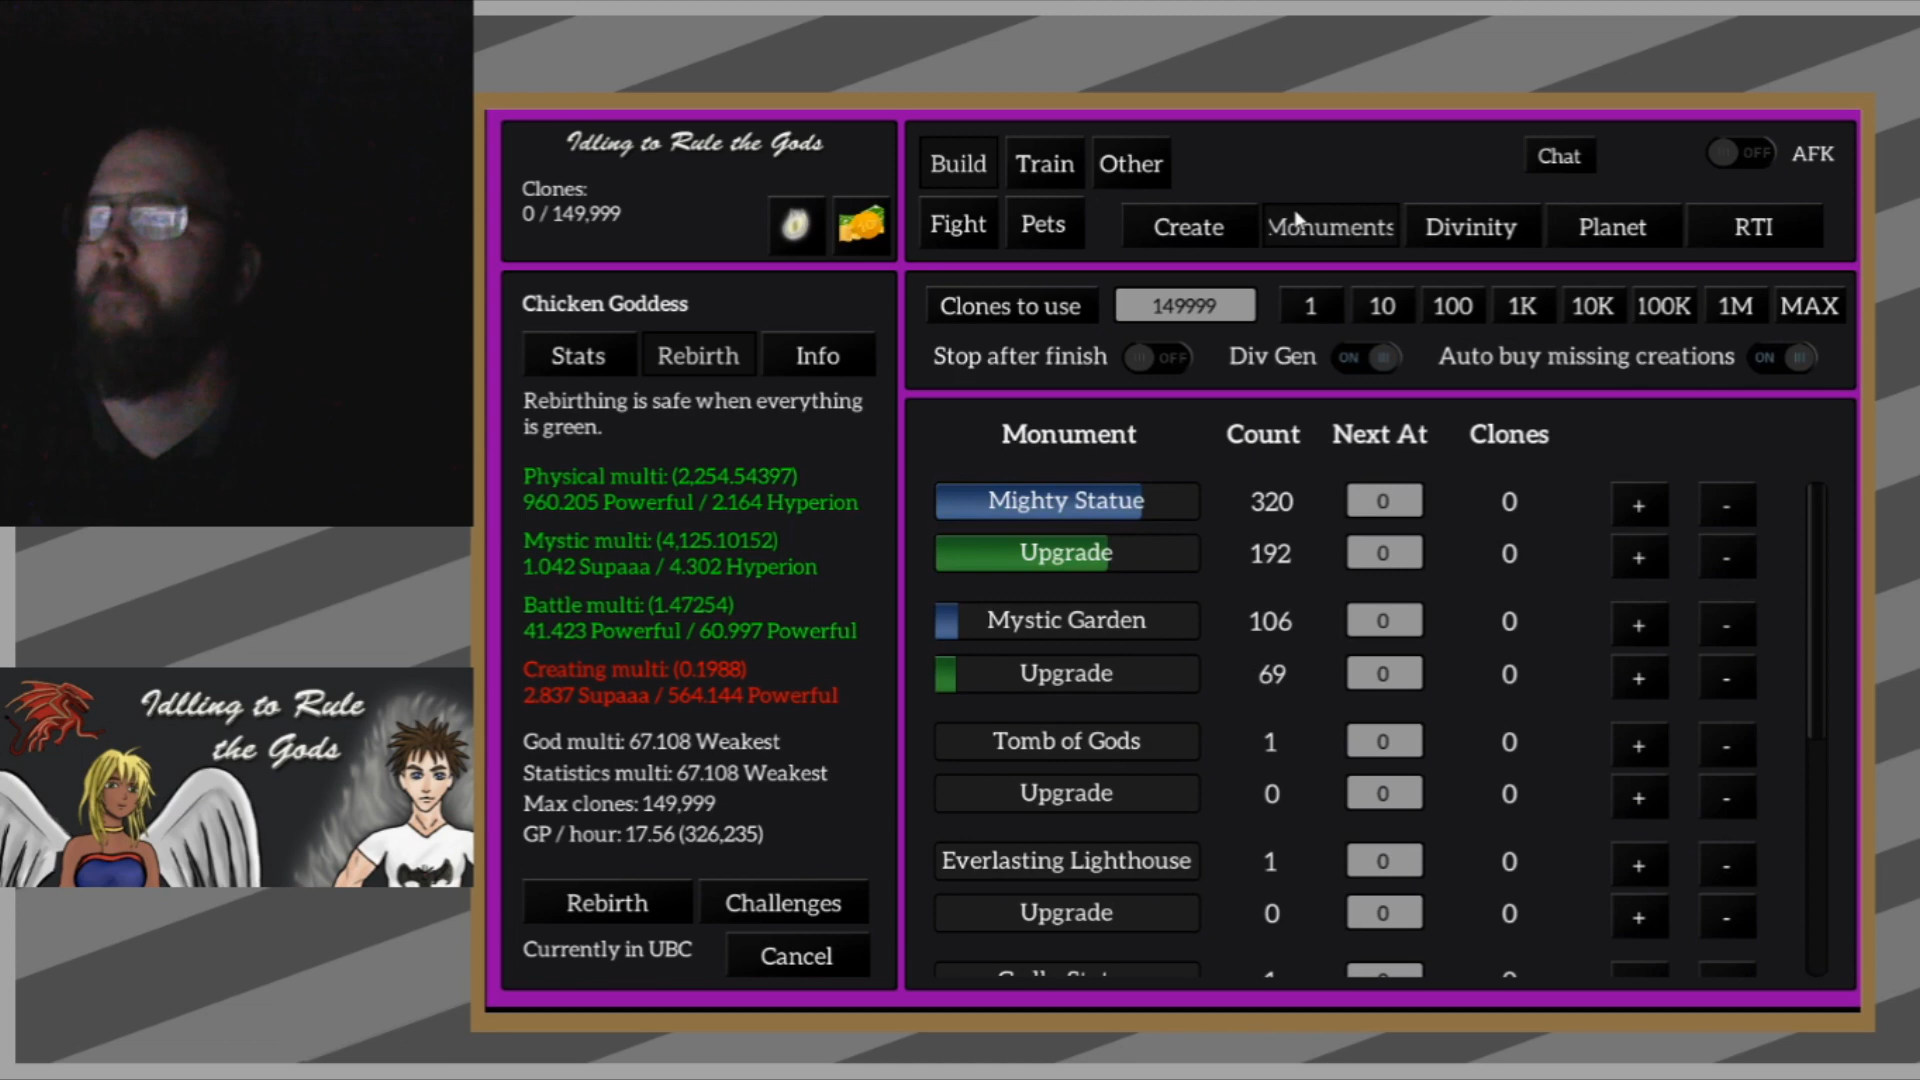 Idling to Rule the Gods
Clones:
0 / 149,999
Build
Train
Other
Chat
OFF
AFK
Fight
Pets
Create
Monuments
Divinity
Planet
RTI
Chicken Goddess
Stats
Rebirth
Info
Rebirthing is safe when everything
is green.
Physical multi: (2,254.54397)
960.205 Powerful / 2.164 Hyperion
Mystic multi: (4,125.10152)
1.042 Supaaa / 4.302 Hyperion
Battle multi: (1.47254)
41.423 Powerful / 60.997 Powerful
Creating multi: (0.1988)
2.837 Supaaa / 564.144 Powerful
God multi: 67.108 Weakest
Statistics multi: 67.108 Weakest
Max clones: 149,999
GP / hour: 17.56 (326,235)
Rebirth
Challenges
Currently in UBC
Cancel
Clones to use
149999
1
10
100
1K
10K
100K
1M
MAX
Stop after finish
OFF
Div Gen
ON
Auto buy missing creations
ON
Monument Count Next At Clones
Mighty Statue 320 0 0 + -
Upgrade 192 0 0 + -
Mystic Garden 106 0 0 + -
Upgrade 69 0 0 + -
Tomb of Gods 1 0 0 + -
Upgrade 0 0 0 + -
Everlasting Lighthouse 1 0 0 + -
Upgrade 0 0 0 + -
Idlling to Rule
the Gods